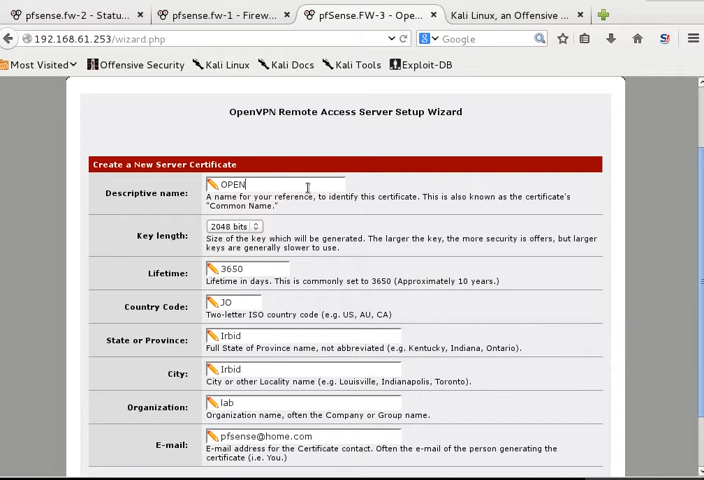 pfsense.fw-2 - Statu...
pfsense.fw-1 - Firew...
pfSense.FW-3 - Ope...
Kali Linux, an Offensive ...
192.168.61.253/wizard.php
Google
Most Visited
Offensive Security
Kali Linux
Kali Docs
Kali Tools
Exploit-DB
OpenVPN Remote Access Server Setup Wizard
Create a New Server Certificate
Descriptive name:
OPEN
A name for your reference, to identify this certificate. This is also known as the certificate's
"Common Name."
Key length:
2048 bits
Size of the key which will be generated. The larger the key, the more security is offers, but larger
keys are generally slower to use.
Lifetime:
3650
Lifetime in days. This is commonly set to 3650 (Approximately 10 years.)
Country Code:
JO
Two-letter ISO country code (e.g. US, AU, CA)
State or Province:
Irbid
Full State of Province name, not abbreviated (e.g. Kentucky, Indiana, Ontario).
City:
Irbid
City or other Locality name (e.g. Louisville, Indianapolis, Toronto).
Organization:
lab
Organization name, often the Company or Group name.
E-mail:
pfsense@home.com
E-mail address for the Certificate contact. Often the e-mail of the person generating the
certificate (i.e. You.)